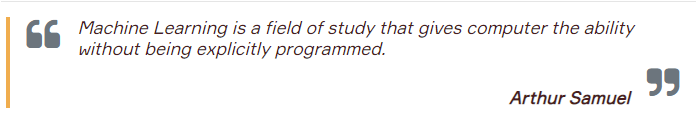 Machine Learning is a field of study that gives computer the ability
without being explicitly programmed.
Arthur Samuel